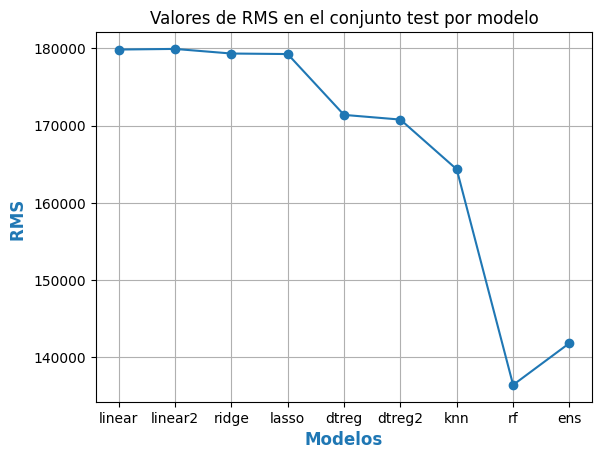 Valores de RMS en el conjunto test por modelo
180000
170000
160000
150000
140000
RMS
linear linear2 ridge lasso dtreg dtreg2 knn rf ens
Modelos